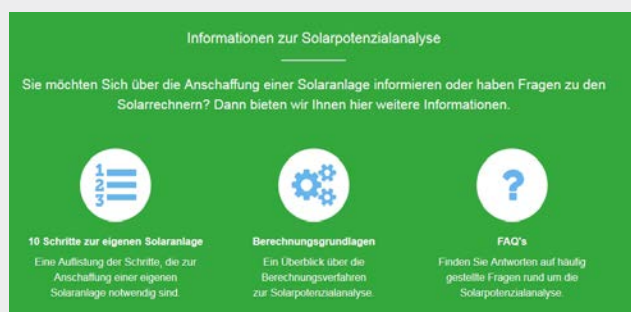 Informationen zur Solarpotenzialanalyse
Sie möchten Sich über die Anschaffung einer Solaranlage informieren oder haben Fragen zu den
Solarrechnern? Dann bieten wir Ihnen hier weitere Informationen.
1
2
3
?
10 Schritte zur eigenen Solaranlage
Eine Auflistung der Schritte, die zur
Anschaffung einer eigenen
Solaranlage notwendig sind.
Berechnungsgrundlagen
Ein Überblick über die
Berechnungsverfahren
zur Solarpotenzialanalyse.
FAQ's
Finden Sie Antworten auf häufig
gestellte Fragen rund um die
Solarpotenzialanalyse.